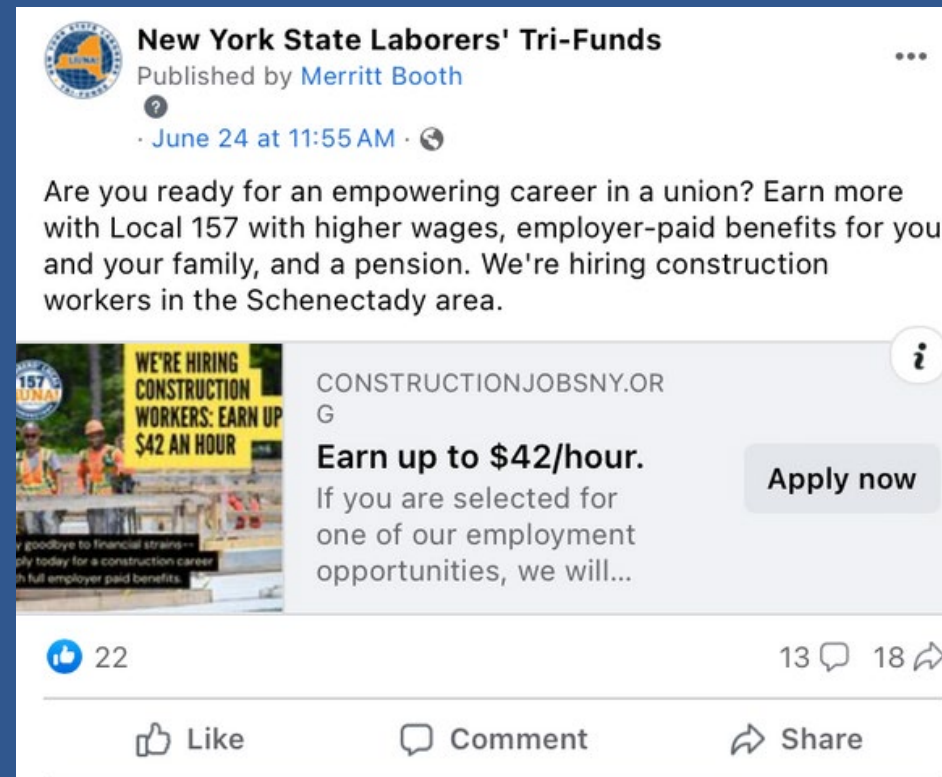 New York State Laborers' Tri-Funds
Published by Merritt Booth
· June 24 at 11:55 AM ·
Are you ready for an empowering career in a union? Earn more
with Local 157 with higher wages, employer-paid benefits for you
and your family, and a pension. We're hiring construction
workers in the Schenectady area.
157
LIUNA!
WE'RE HIRING
CONSTRUCTION
WORKERS: EARN UP
$42 AN HOUR
y goodbye to financial strains--
ply today for a construction career
h full employer paid benefits.
CONSTRUCTIONJOBSNY.OR
G
Earn up to $42/hour.
If you are selected for
one of our employment
opportunities, we will...
Apply now
22
13 18
Like Comment Share